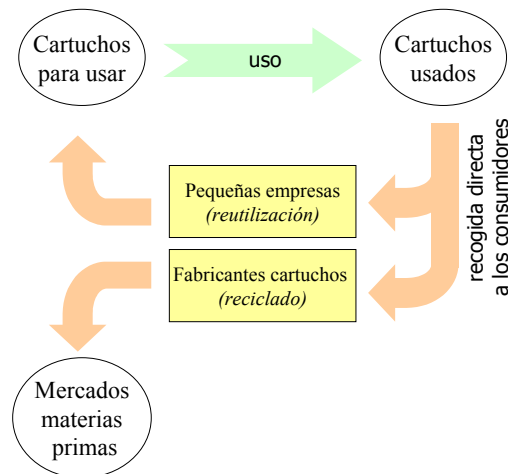 Cartuchos
para usar
uso
Cartuchos
usados
recogida directa
a los consumidores
Pequeñas empresas
(reutilización)
Fabricantes cartuchos
(reciclado)
Mercados
materias
primas